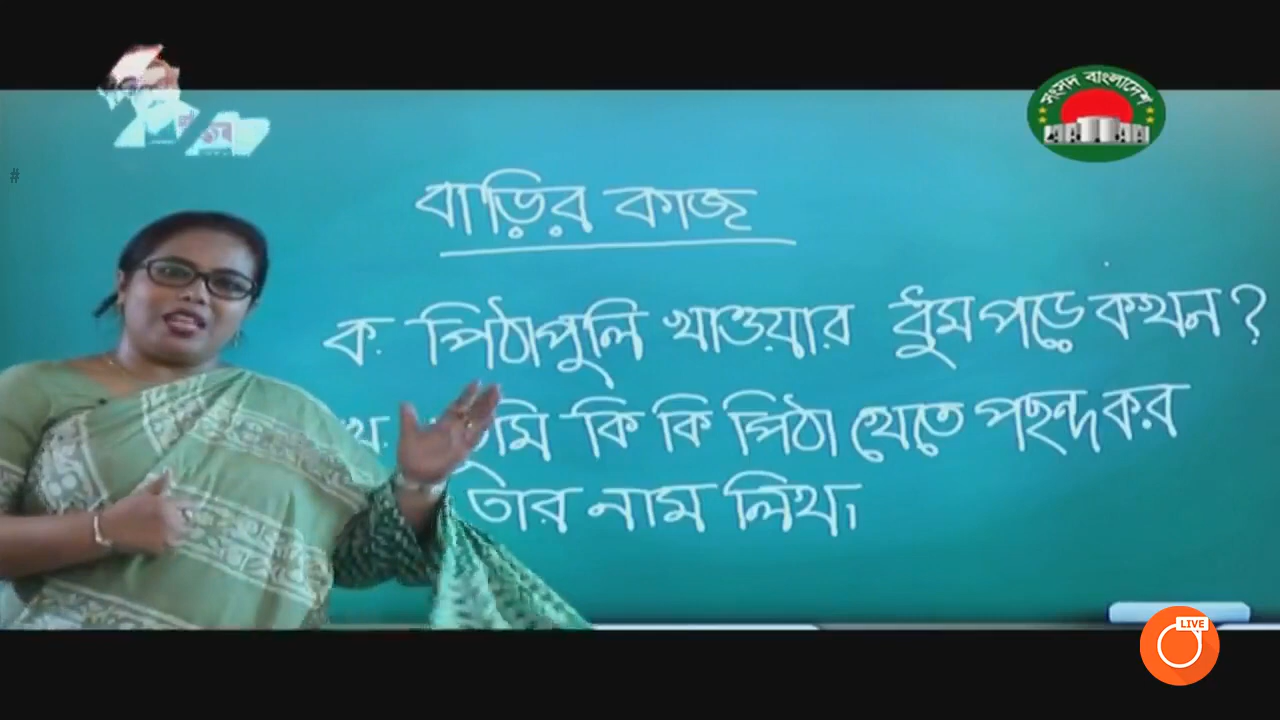 সংসদ বাংলাদেশ
#
বাড়ির কাজ
ক. পিঠাপুলি খাওয়ার ধুম পড়ে কখন?
খ. তুমি কি কি পিঠা খেতে পছন্দ কর
তার নাম লিখ।
LIVE